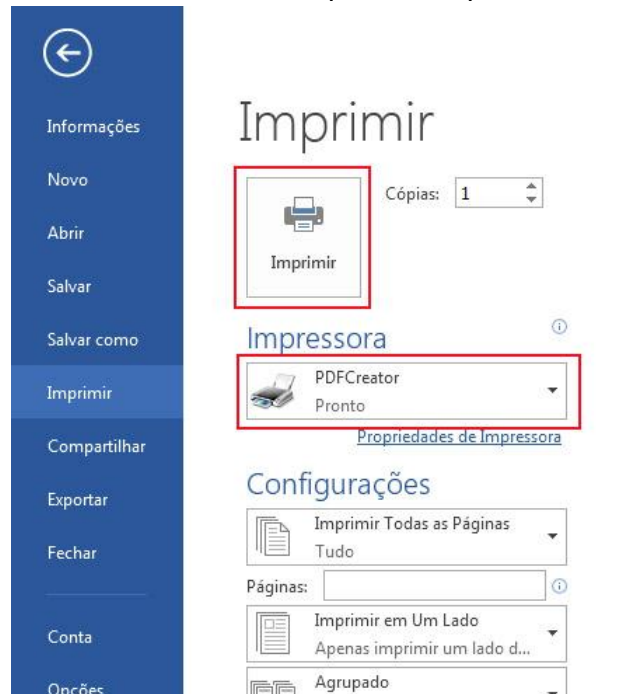 Informações
Novo
Abrir
Salvar
Salvar como
Imprimir
Compartilhar
Exportar
Fechar
Conta
Opções
Imprimir
Cópias: 1
Imprimir
Impressora
PDFCreator
Pronto
Propriedades de Impressora
Configurações
Imprimir Todas as Páginas
Tudo
Páginas:
Imprimir em Um Lado
Apenas imprimir um lado d...
Agrupado